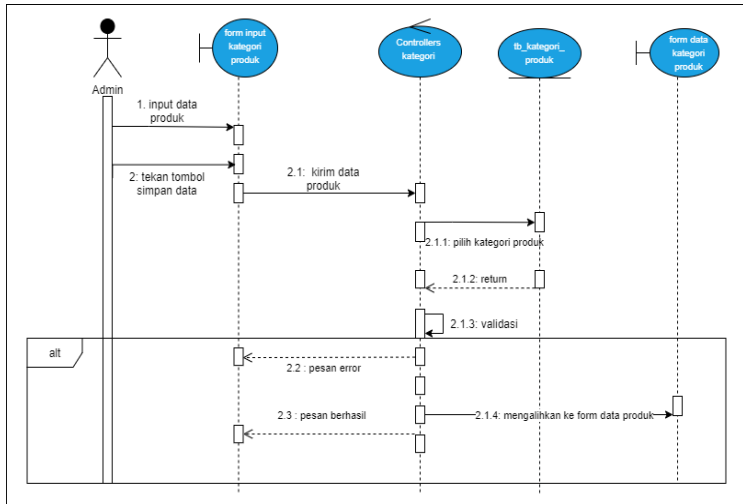 form input
kategori
produk
Controllers
kategori
tb_kategori_
produk
form data
kategori
produk
Admin
1. input data
produk
2: tekan tombol
simpan data
2.1: kirim data
produk
2.1.1: pilih kategori produk
2.1.2: return
2.1.3: validasi
alt
2.2 : pesan error
2.3 : pesan berhasil
2.1.4: mengalihkan ke form data produk